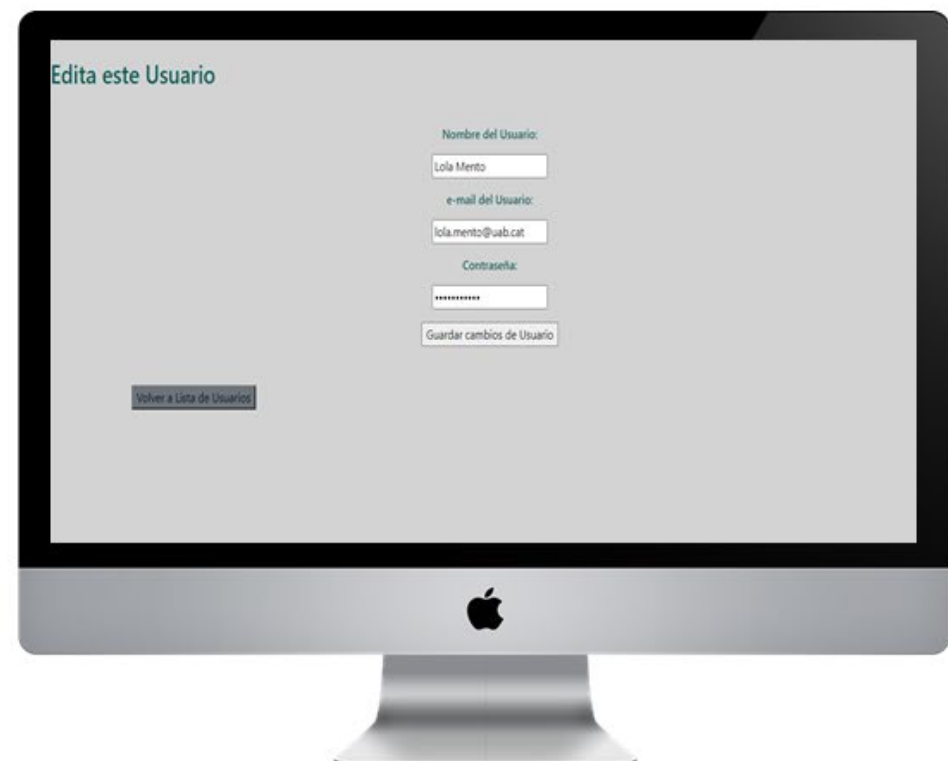 Edita este Usuario
Nombre del Usuario:
Lola Mento
e-mail del Usuario:
lola.mento@uab.cat
Contraseña:
•••••••••••
Guardar cambios de Usuario
Volver a Lista de Usuarios